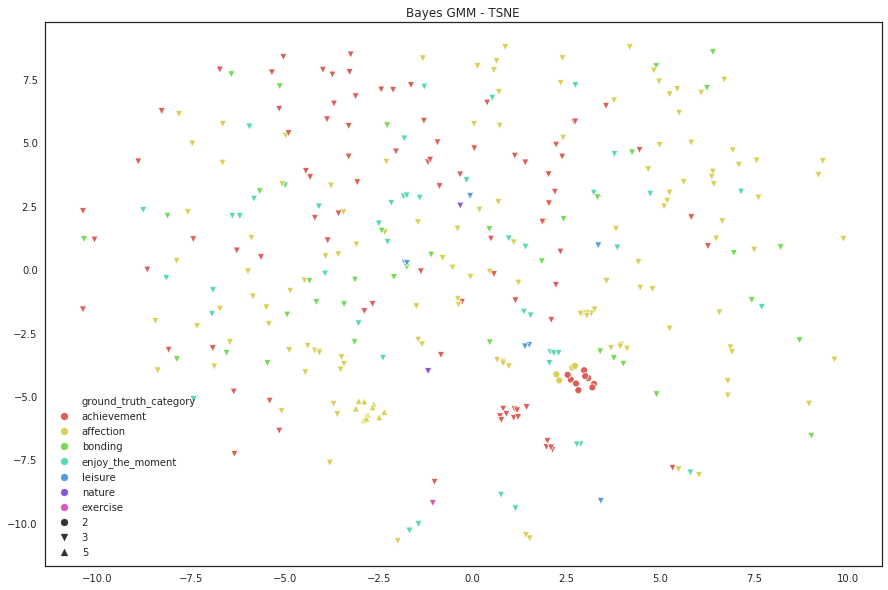 Bayes GMM - TSNE
7.5
5.0
2.5
0.0
−2.5
−5.0
−7.5
−10.0
ground_truth_category
achievement
affection
bonding
enjoy_the_moment
leisure
nature
exercise
2
3
5
−10.0 −7.5 −5.0 −2.5 0.0 2.5 5.0 7.5 10.0